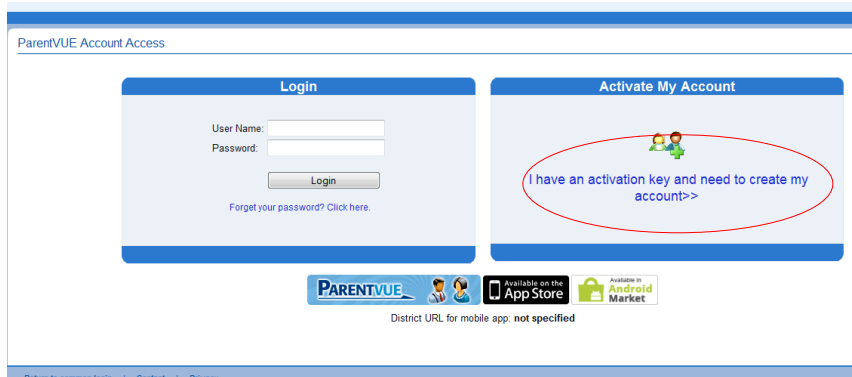 ParentVUE Account Access
Login
User Name:
Password:
Login
Forget your password? Click here.
Activate My Account
I have an activation key and need to create my
account>>
PARENTVUE
Available on the
App Store
Available in
Android
Market
District URL for mobile app: not specified